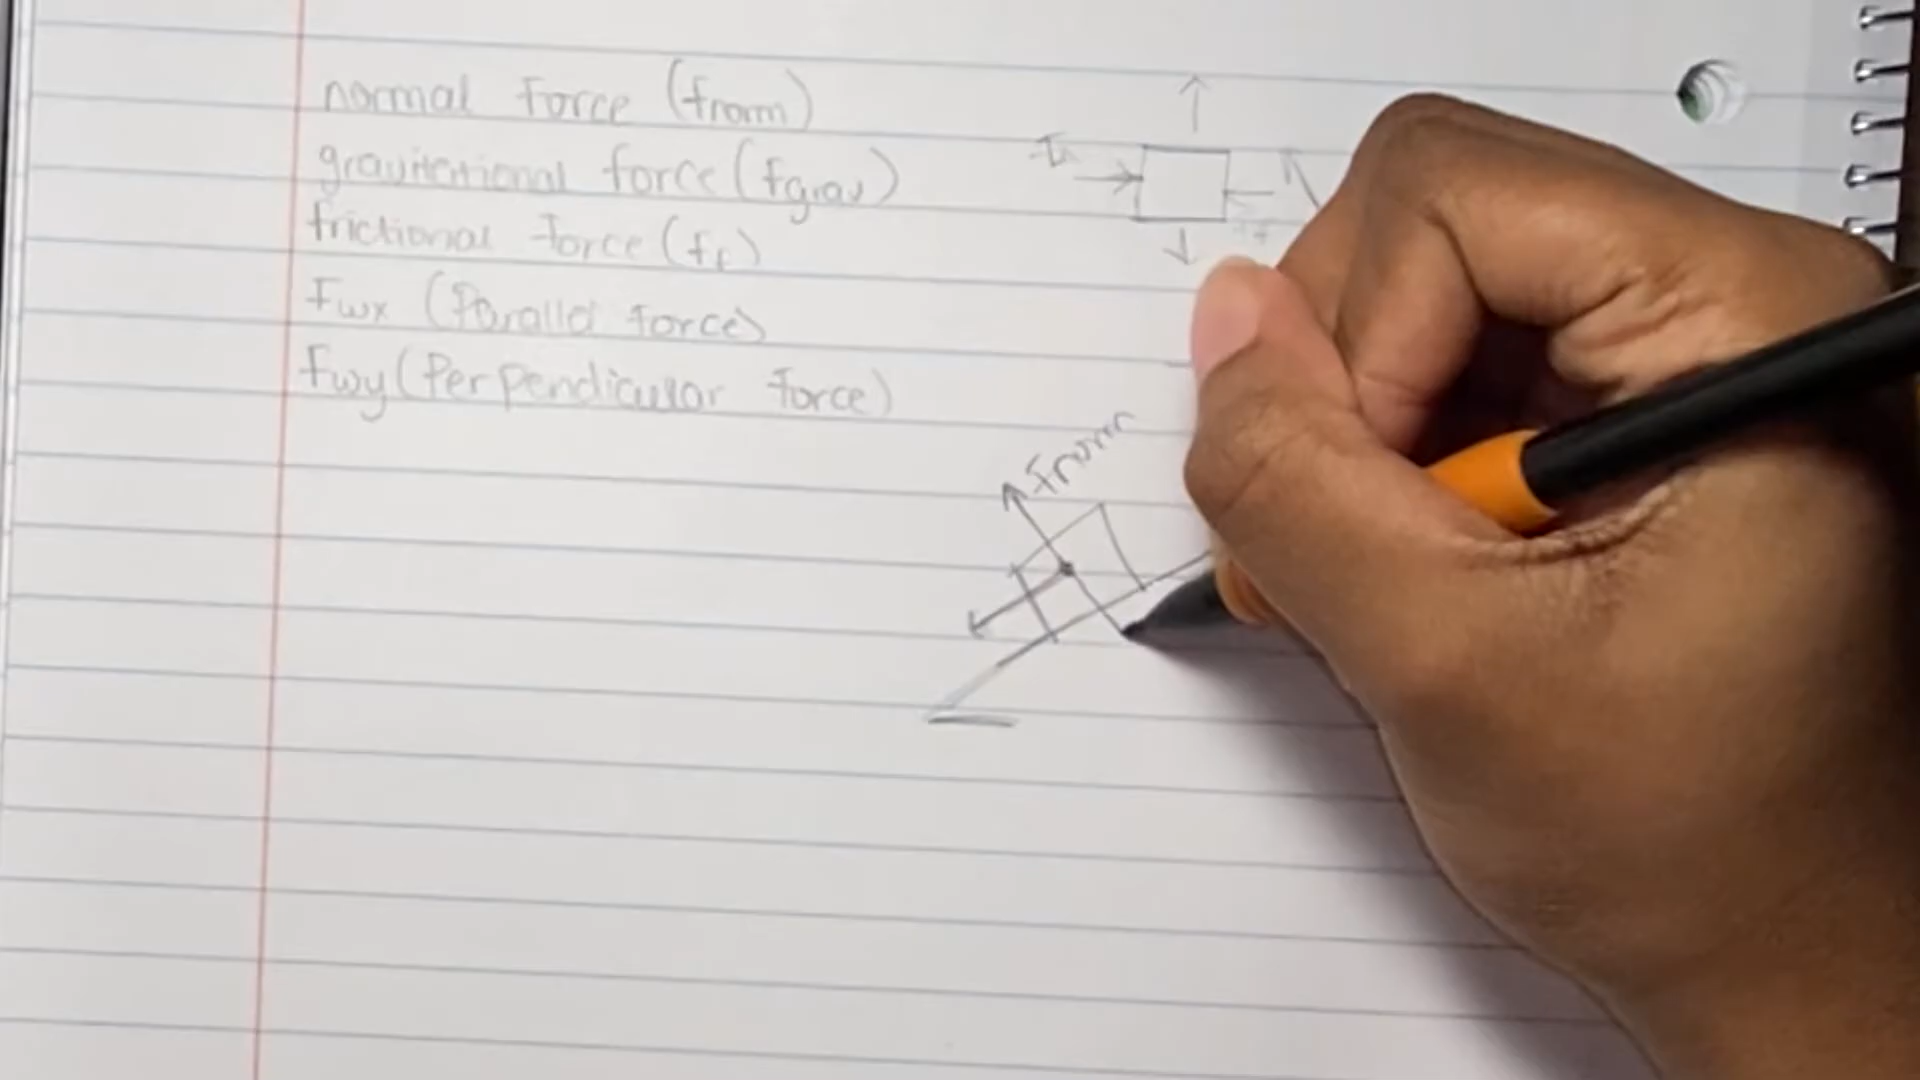 normal Force (fnorm)
gravitational force (fgrav)
frictional force (ff)
Fwx (Parallel force)
Fwy (Perpendicular force)
Fnorm